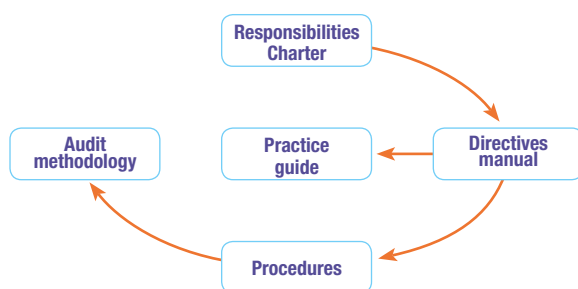 Responsibilities
Charter
Audit
methodology
Practice
guide
Directives
manual
Procedures